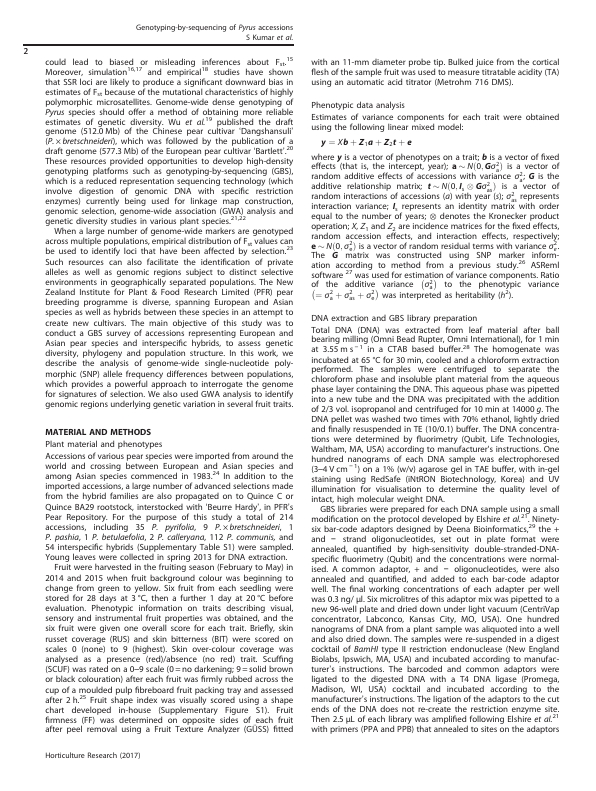 Genotyping-by-sequencing of Pyrus accessions
S Kumar et al.
2
could lead to biased or misleading inferences about Fst.15
Moreover, simulation16,17 and empirical18 studies have shown
that SSR loci are likely to produce a significant downward bias in
estimates of Fst because of the mutational characteristics of highly
polymorphic microsatellites. Genome-wide dense genotyping of
Pyrus species should offer a method of obtaining more reliable
estimates of genetic diversity. Wu et al.19 published the draft
genome (512.0 Mb) of the Chinese pear cultivar 'Dangshansuli'
(P. × bretschneideri), which was followed by the publication of a
draft genome (577.3 Mb) of the European pear cultivar 'Bartlett'.20
These resources provided opportunities to develop high-density
genotyping platforms such as genotyping-by-sequencing (GBS),
which is a reduced representation sequencing technology (which
involve digestion of genomic DNA with specific restriction
enzymes) currently being used for linkage map construction,
genomic selection, genome-wide association (GWA) analysis and
genetic diversity studies in various plant species.21,22
When a large number of genome-wide markers are genotyped
across multiple populations, empirical distribution of Fst values can
be used to identify loci that have been affected by selection.23
Such resources can also facilitate the identification of private
alleles as well as genomic regions subject to distinct selective
environments in geographically separated populations. The New
Zealand Institute for Plant & Food Research Limited (PFR) pear
breeding programme is diverse, spanning European and Asian
species as well as hybrids between these species in an attempt to
create new cultivars. The main objective of this study was to
conduct a GBS survey of accessions representing European and
Asian pear species and interspecific hybrids, to assess genetic
diversity, phylogeny and population structure. In this work, we
describe the analysis of genome-wide single-nucleotide poly-
morphic (SNP) allele frequency differences between populations,
which provides a powerful approach to interrogate the genome
for signatures of selection. We also used GWA analysis to identify
genomic regions underlying genetic variation in several fruit traits.
MATERIAL AND METHODS
Plant material and phenotypes
Accessions of various pear species were imported from around the
world and crossing between European and Asian species and
among Asian species commenced in 1983.24 In addition to the
imported accessions, a large number of advanced selections made
from the hybrid families are also propagated on to Quince C or
Quince BA29 rootstock, interstocked with 'Beurre Hardy', in PFR's
Pear Repository. For the purpose of this study a total of 214
accessions, including 35 P. pyrifolia, 9 P. × bretschneideri, 1
P. pashia, 1 P. betulaefolia, 2 P. calleryana, 112 P. communis, and
54 interspecific hybrids (Supplementary Table S1) were sampled.
Young leaves were collected in spring 2013 for DNA extraction.
Fruit were harvested in the fruiting season (February to May) in
2014 and 2015 when fruit background colour was beginning to
change from green to yellow. Six fruit from each seedling were
stored for 28 days at 3 °C, then a further 1 day at 20 °C before
evaluation. Phenotypic information on traits describing visual,
sensory and instrumental fruit properties was obtained, and the
six fruit were given one overall score for each trait. Briefly, skin
russet coverage (RUS) and skin bitterness (BIT) were scored on
scales 0 (none) to 9 (highest). Skin over-colour coverage was
analysed as a presence (red)/absence (no red) trait. Scuffing
(SCUF) was rated on a 0–9 scale (0 = no darkening; 9 = solid brown
or black colouration) after each fruit was firmly rubbed across the
cup of a moulded pulp fibreboard fruit packing tray and assessed
after 2 h.25 Fruit shape index was visually scored using a shape
chart developed in-house (Supplementary Figure S1). Fruit
firmness (FF) was determined on opposite sides of each fruit
after peel removal using a Fruit Texture Analyzer (GÜSS) fitted
with an 11-mm diameter probe tip. Bulked juice from the cortical
flesh of the sample fruit was used to measure titratable acidity (TA)
using an automatic acid titrator (Metrohm 716 DMS).
Phenotypic data analysis
Estimates of variance components for each trait were obtained
using the following linear mixed model:
y = Xb + Z1a + Z2t + e
where y is a vector of phenotypes on a trait; b is a vector of fixed
effects (that is, the intercept, year); a ~ N(0, Gσ²a) is a vector of
random additive effects of accessions with variance σ²a; G is the
additive relationship matrix; t ~ N(0, Is ⊗ Gσ²as) is a vector of
random interactions of accessions (a) with year (s); σ²as represents
interaction variance; Is represents an identity matrix with order
equal to the number of years; ⊗ denotes the Kronecker product
operation; X, Z1 and Z2 are incidence matrices for the fixed effects,
random accession effects, and interaction effects, respectively;
e ~ N(0, σ²e) is a vector of random residual terms with variance σ²e.
The G matrix was constructed using SNP marker inform-
ation according to method from a previous study.26 ASReml
software 27 was used for estimation of variance components. Ratio
of the additive variance (σ²a) to the phenotypic variance
(= σ²a + σ²as + σ²e) was interpreted as heritability (h²).
DNA extraction and GBS library preparation
Total DNA (DNA) was extracted from leaf material after ball
bearing milling (Omni Bead Rupter, Omni International), for 1 min
at 3.55 m s⁻¹ in a CTAB based buffer.28 The homogenate was
incubated at 65 °C for 30 min, cooled and a chloroform extraction
performed. The samples were centrifuged to separate the
chloroform phase and insoluble plant material from the aqueous
phase layer containing the DNA. This aqueous phase was pipetted
into a new tube and the DNA was precipitated with the addition
of 2/3 vol. isopropanol and centrifuged for 10 min at 14000 g. The
DNA pellet was washed two times with 70% ethanol, lightly dried
and finally resuspended in TE (10/0.1) buffer. The DNA concentra-
tions were determined by fluorimetry (Qubit, Life Technologies,
Waltham, MA, USA) according to manufacturer's instructions. One
hundred nanograms of each DNA sample was electrophoresed
(3–4 V cm⁻¹) on a 1% (w/v) agarose gel in TAE buffer, with in-gel
staining using RedSafe (iNtRON Biotechnology, Korea) and UV
illumination for visualisation to determine the quality level of
intact, high molecular weight DNA.
GBS libraries were prepared for each DNA sample using a small
modification on the protocol developed by Elshire et al.21. Ninety-
six bar-code adaptors designed by Deena Bioinformatics,29 the +
and − strand oligonucleotides, set out in plate format were
annealed, quantified by high-sensitivity double-stranded-DNA-
specific fluorimetry (Qubit) and the concentrations were normal-
ised. A common adaptor, + and − oligonucleotides, were also
annealed and quantified, and added to each bar-code adaptor
well. The final working concentrations of each adapter per well
was 0.3 ng/ μl. Six microlitres of this adaptor mix was pipetted to a
new 96-well plate and dried down under light vacuum (CentriVap
concentrator, Labconco, Kansas City, MO, USA). One hundred
nanograms of DNA from a plant sample was aliquoted into a well
and also dried down. The samples were re-suspended in a digest
cocktail of BamHI type II restriction endonuclease (New England
Biolabs, Ipswich, MA, USA) and incubated according to manufac-
turer's instructions. The barcoded and common adaptors were
ligated to the digested DNA with a T4 DNA ligase (Promega,
Madison, WI, USA) cocktail and incubated according to the
manufacturer's instructions. The ligation of the adaptors to the cut
ends of the DNA does not re-create the restriction enzyme site.
Then 2.5 μL of each library was amplified following Elshire et al.21
with primers (PPA and PPB) that annealed to sites on the adaptors
Horticulture Research (2017)